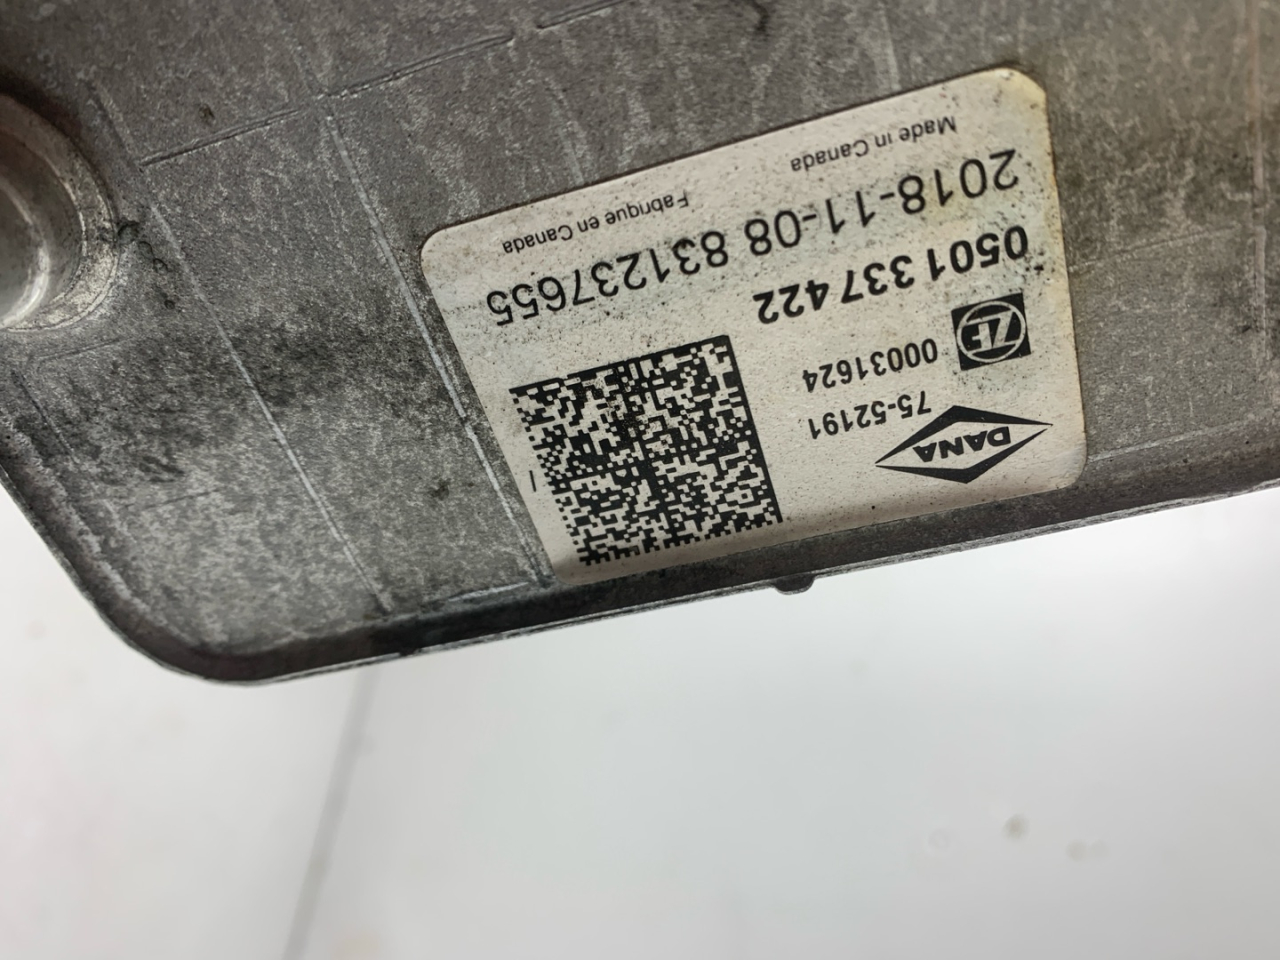 DANA
75-52191
ZF
00031624
0501 337 422
2018-11-08 831237655
Made in Canada
Fabriqué en Canada